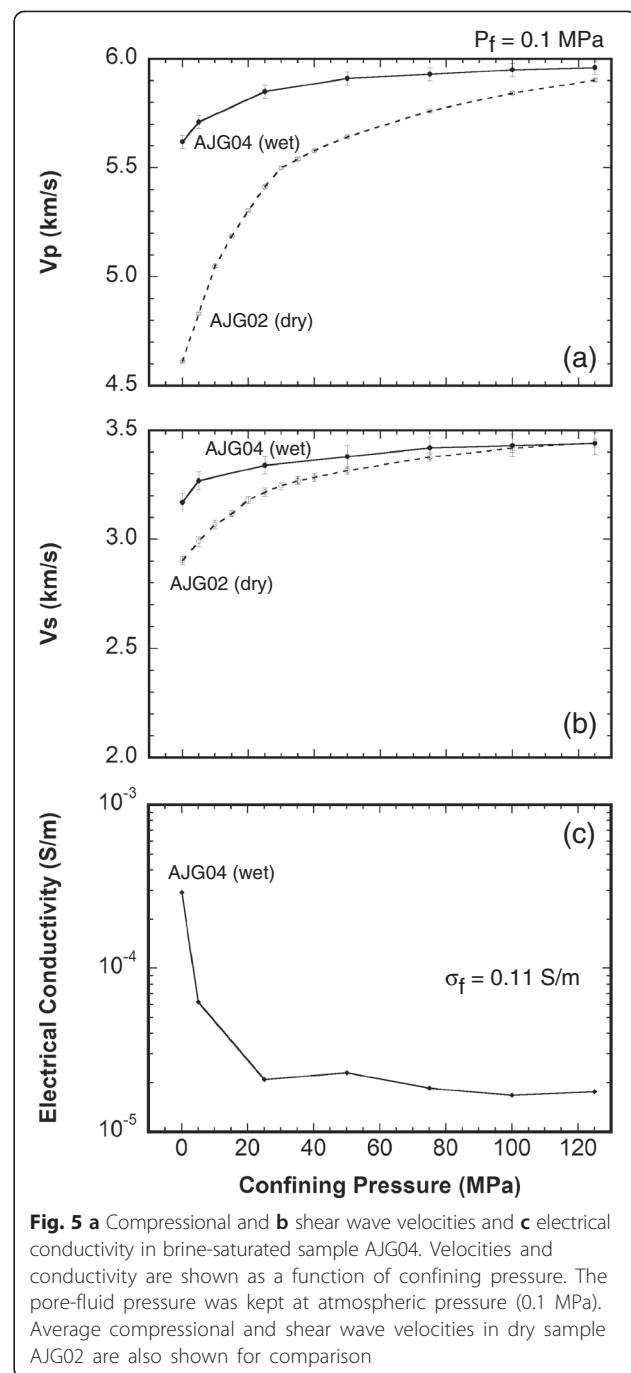 P_f = 0.1 MPa
6.0
5.5
5.0
4.5
Vp (km/s)
AJG04 (wet)
AJG02 (dry)
(a)
3.5
3.0
2.5
2.0
Vs (km/s)
AJG04 (wet)
AJG02 (dry)
(b)
10^-3
10^-4
10^-5
Electrical Conductivity (S/m)
AJG04 (wet)
(c)
σ_f = 0.11 S/m
0 20 40 60 80 100 120
Confining Pressure (MPa)
Fig. 5 a Compressional and b shear wave velocities and c electrical
conductivity in brine-saturated sample AJG04. Velocities and
conductivity are shown as a function of confining pressure. The
pore-fluid pressure was kept at atmospheric pressure (0.1 MPa).
Average compressional and shear wave velocities in dry sample
AJG02 are also shown for comparison